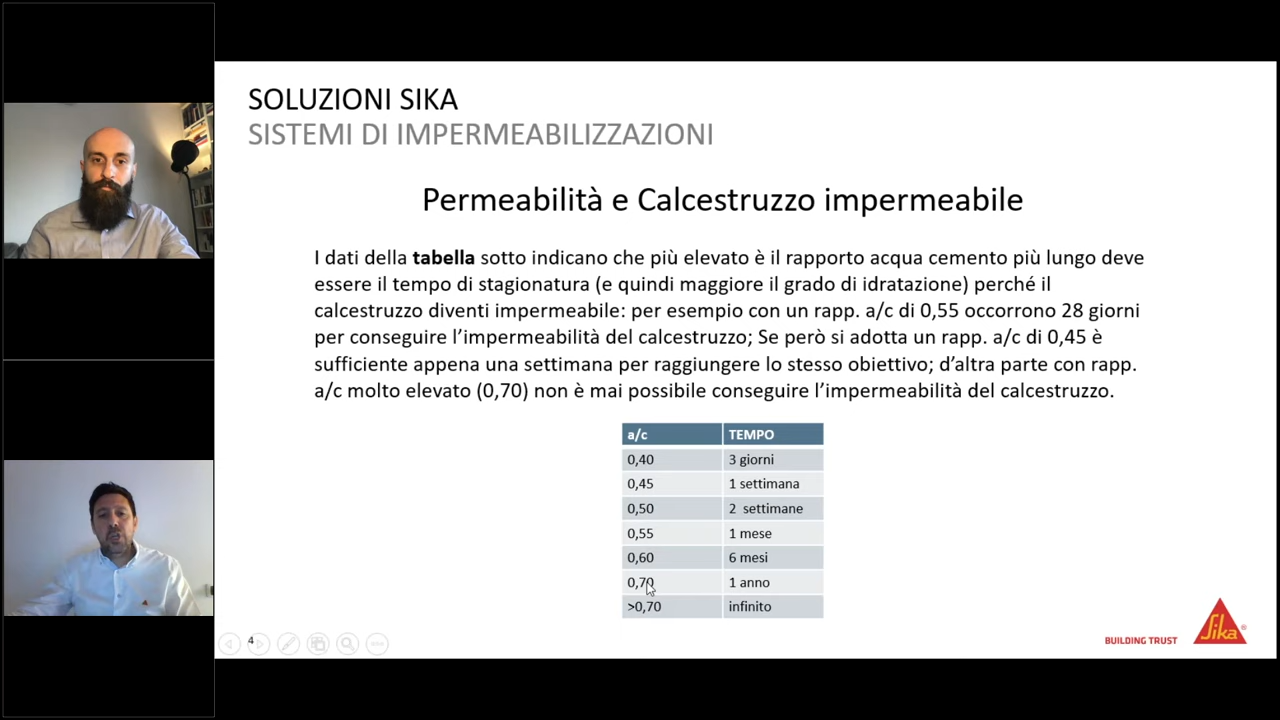 SOLUZIONI SIKA
SISTEMI DI IMPERMEABILIZZAZIONI
Permeabilità e Calcestruzzo impermeabile
I dati della tabella sotto indicano che più elevato è il rapporto acqua cemento più lungo deve
essere il tempo di stagionatura (e quindi maggiore il grado di idratazione) perché il
calcestruzzo diventi impermeabile: per esempio con un rapp. a/c di 0,55 occorrono 28 giorni
per conseguire l’impermeabilità del calcestruzzo; Se però si adotta un rapp. a/c di 0,45 è
sufficiente appena una settimana per raggiungere lo stesso obiettivo; d’altra parte con rapp.
a/c molto elevato (0,70) non è mai possibile conseguire l’impermeabilità del calcestruzzo.
a/c TEMPO
0,40 3 giorni
0,45 1 settimana
0,50 2 settimane
0,55 1 mese
0,60 6 mesi
0,70 1 anno
>0,70 infinito
4
BUILDING TRUST
Sika®